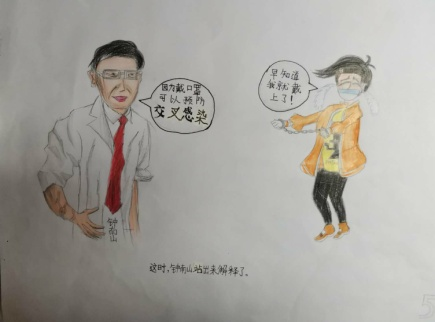 因为戴口罩
可以预防
交叉感染
早知道
我就戴
上了！
钟南山
这时，钟南山站出来解释了。